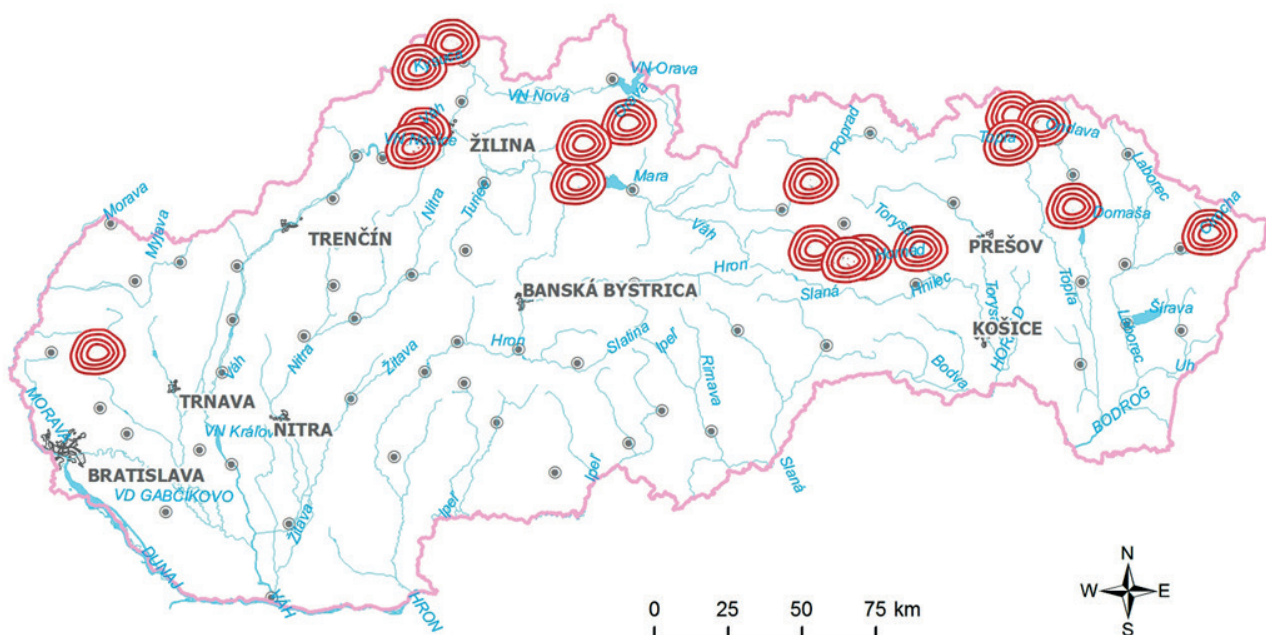 VN Orava
Kysuca
VN Nová
Orava
Váh
ŽILINA
Poprad
Topľa
Ondava
Laborec
Mara
Nitra
Turiec
Morava
Myjava
TRENČÍN
Váh
Torysa
Hornád
PREŠOV
Domaša
Cirocha
Hron
Slaná
Hnilec
BANSKÁ BYSTRICA
Torysa
Topľa
KOŠICE
Laborec
Šírava
Hron
Slatina
Ipeľ
Rimava
Bodva
Uh
Váh
Nitra
Žitava
MORAVA
TRNAVA
VN Kráľov
NITRA
BODROG
BRATISLAVA
VD GABČÍKOVO
Ipeľ
Slaná
Ipeľ
Žitava
DUNAJ
VÁH
HRON
N
W E
S
0 25 50 75 km